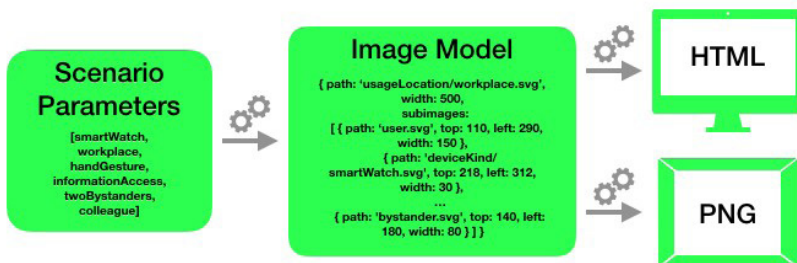 Scenario
Parameters
[smartWatch,
workplace,
handGesture,
informationAccess,
twoBystanders,
colleague]
Image Model
{ path: ‘usageLocation/workplace.svg’,
width: 500,
subimages:
[ { path: ‘user.svg’, top: 110, left: 290,
width: 150 },
{ path: ‘deviceKind/
smartWatch.svg’, top: 218, left: 312,
width: 30 },
...
{ path: ‘bystander.svg’, top: 140, left:
180, width: 80 } ] }
HTML
PNG